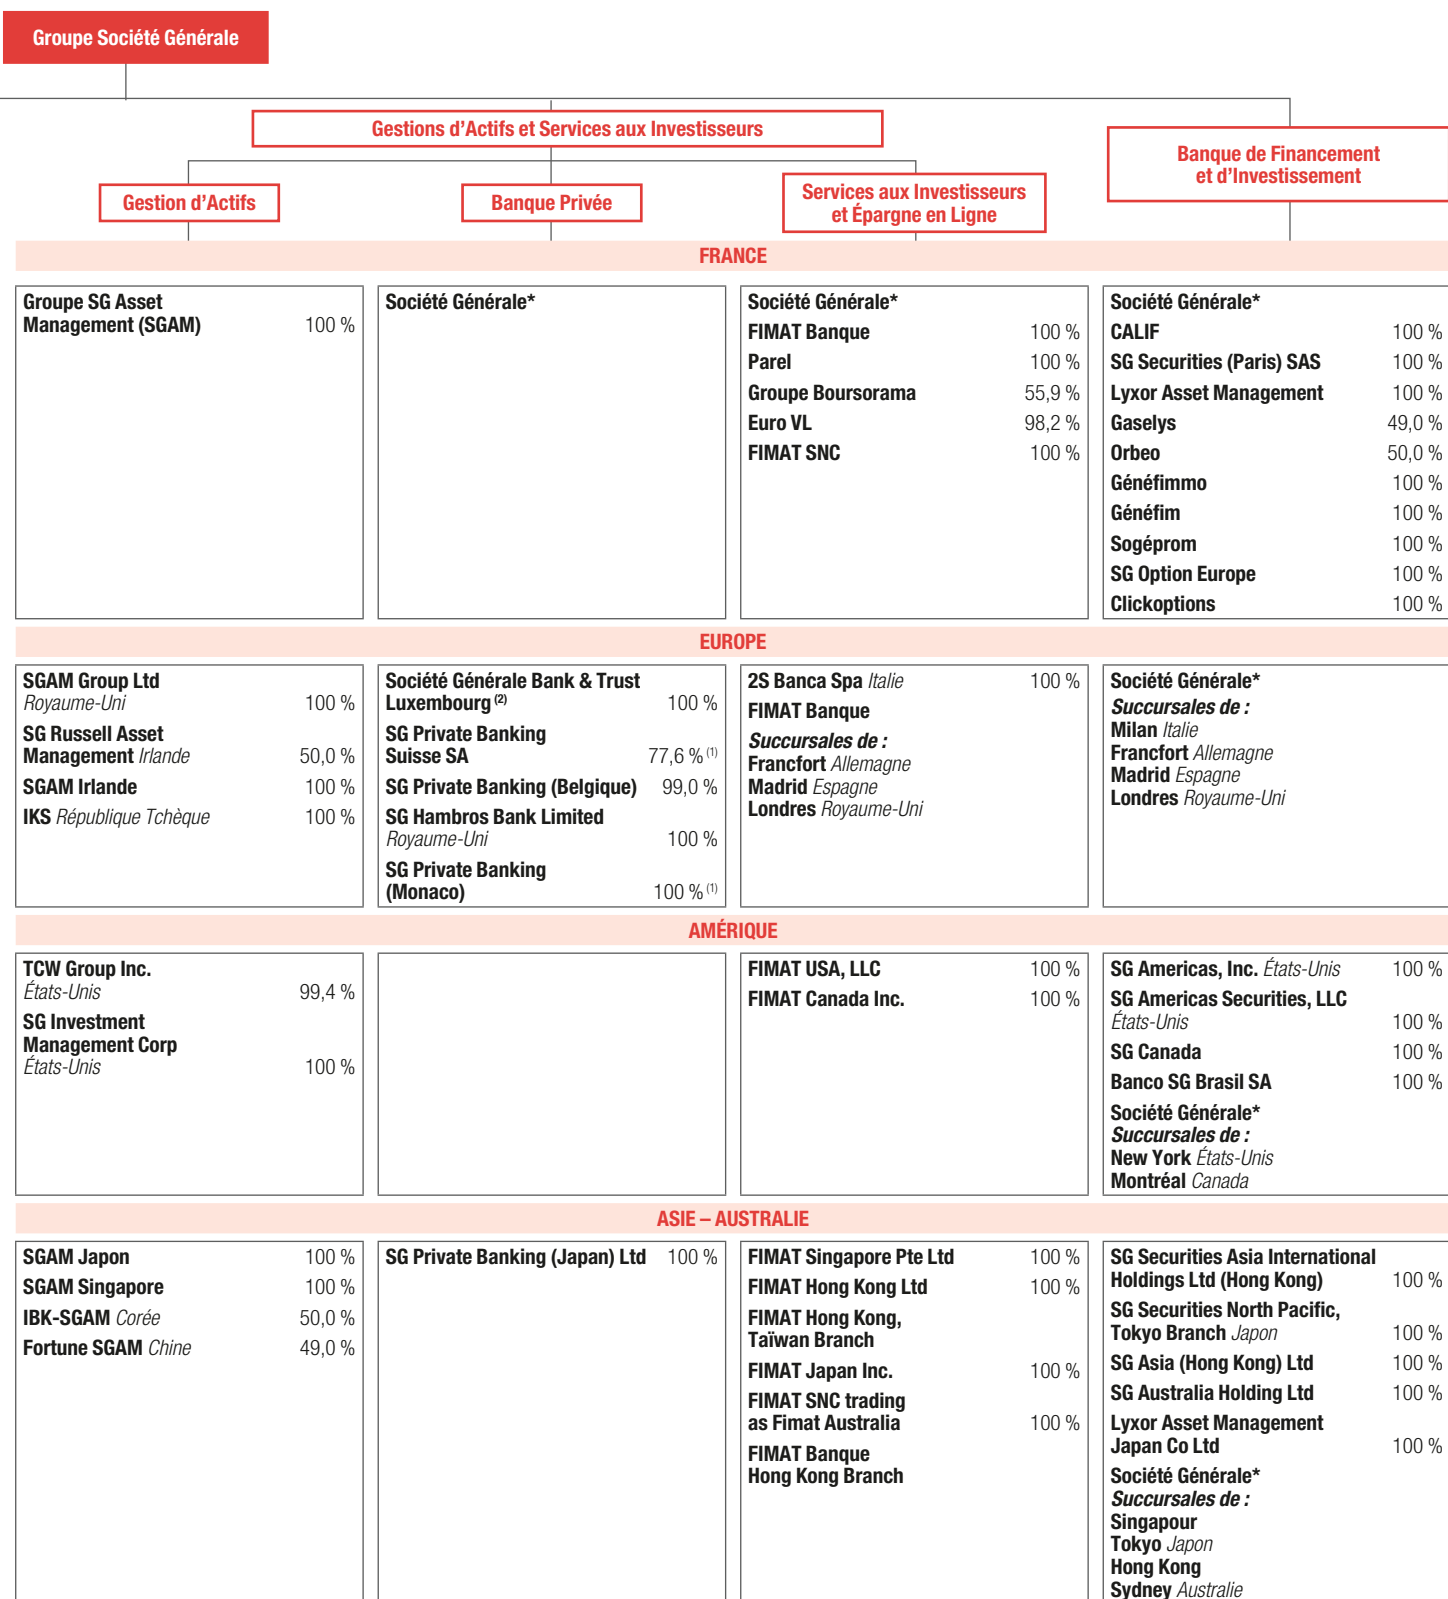 Groupe Société Générale
Gestions d'Actifs et Services aux Investisseurs
Banque de Financement
et d'Investissement
Gestion d'Actifs
Banque Privée
Services aux Investisseurs
et Épargne en Ligne
FRANCE
Groupe SG Asset
Management (SGAM) 100 %
Société Générale*
Société Générale*
FIMAT Banque 100 %
Parel 100 %
Groupe Boursorama 55,9 %
Euro VL 98,2 %
FIMAT SNC 100 %
Société Générale*
CALIF 100 %
SG Securities (Paris) SAS 100 %
Lyxor Asset Management 100 %
Gaselys 49,0 %
Orbeo 50,0 %
Généfimmo 100 %
Généfim 100 %
Sogéprom 100 %
SG Option Europe 100 %
Clickoptions 100 %
EUROPE
SGAM Group Ltd
Royaume-Uni 100 %
SG Russell Asset
Management Irlande 50,0 %
SGAM Irlande 100 %
IKS République Tchèque 100 %
Société Générale Bank & Trust
Luxembourg (2) 100 %
SG Private Banking
Suisse SA 77,6 % (1)
SG Private Banking (Belgique) 99,0 %
SG Hambros Bank Limited
Royaume-Uni 100 %
SG Private Banking
(Monaco) 100 % (1)
2S Banca Spa Italie 100 %
FIMAT Banque
Succursales de :
Francfort Allemagne
Madrid Espagne
Londres Royaume-Uni
Société Générale*
Succursales de :
Milan Italie
Francfort Allemagne
Madrid Espagne
Londres Royaume-Uni
AMÉRIQUE
TCW Group Inc.
États-Unis 99,4 %
SG Investment
Management Corp
États-Unis 100 %
FIMAT USA, LLC 100 %
FIMAT Canada Inc. 100 %
SG Americas, Inc. États-Unis 100 %
SG Americas Securities, LLC
États-Unis 100 %
SG Canada 100 %
Banco SG Brasil SA 100 %
Société Générale*
Succursales de :
New York États-Unis
Montréal Canada
ASIE – AUSTRALIE
SGAM Japon 100 %
SGAM Singapore 100 %
IBK-SGAM Corée 50,0 %
Fortune SGAM Chine 49,0 %
SG Private Banking (Japan) Ltd 100 %
FIMAT Singapore Pte Ltd 100 %
FIMAT Hong Kong Ltd 100 %
FIMAT Hong Kong,
Taïwan Branch
FIMAT Japan Inc. 100 %
FIMAT SNC trading
as Fimat Australia 100 %
FIMAT Banque
Hong Kong Branch
SG Securities Asia International
Holdings Ltd (Hong Kong) 100 %
SG Securities North Pacific,
Tokyo Branch Japon 100 %
SG Asia (Hong Kong) Ltd 100 %
SG Australia Holding Ltd 100 %
Lyxor Asset Management
Japan Co Ltd 100 %
Société Générale*
Succursales de :
Singapour
Tokyo Japon
Hong Kong
Sydney Australie